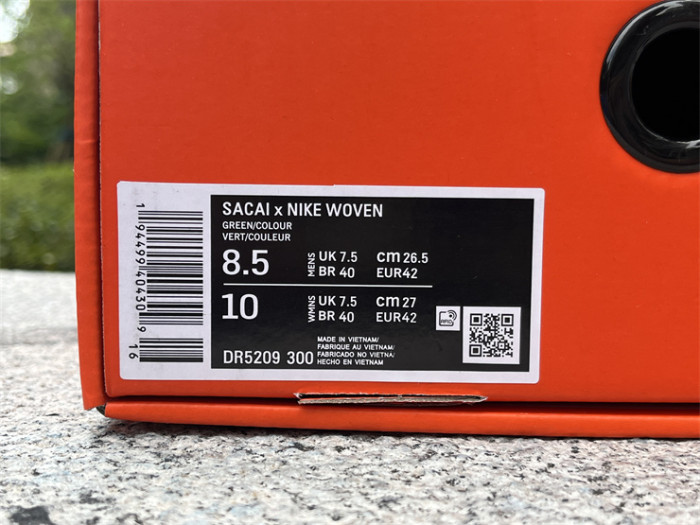 SACAI x NIKE WOVEN
GREEN/COLOUR
VERT/COULEUR
8.5 MENS UK 7.5 cm 26.5
BR 40 EUR42
10 WMNS UK 7.5 cm 27
BR 40 EUR42
DR5209 300
MADE IN VIETNAM/
FABRIQUE AU VIETNAM/
FABRICADO NO VIETNA/
HECHO EN VIETNAM
1 94499 40430 9 16